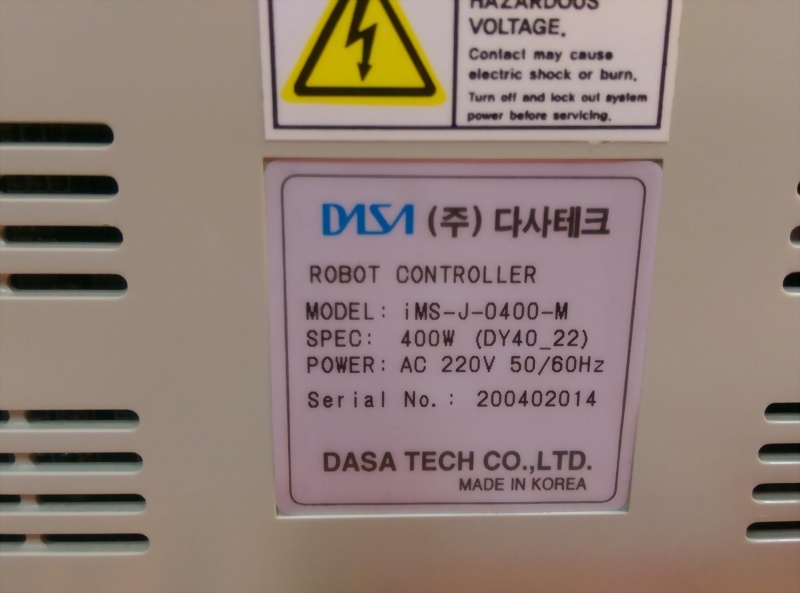 HAZARDOUS
VOLTAGE.
Contact may cause
electric shock or burn.
Turn off and lock out system
power before servicing.
DASA (주) 다사테크
ROBOT CONTROLLER
MODEL: iMS-J-0400-M
SPEC: 400W (DY40_22)
POWER: AC 220V 50/60Hz
Serial No.: 200402014
DASA TECH CO.,LTD.
MADE IN KOREA